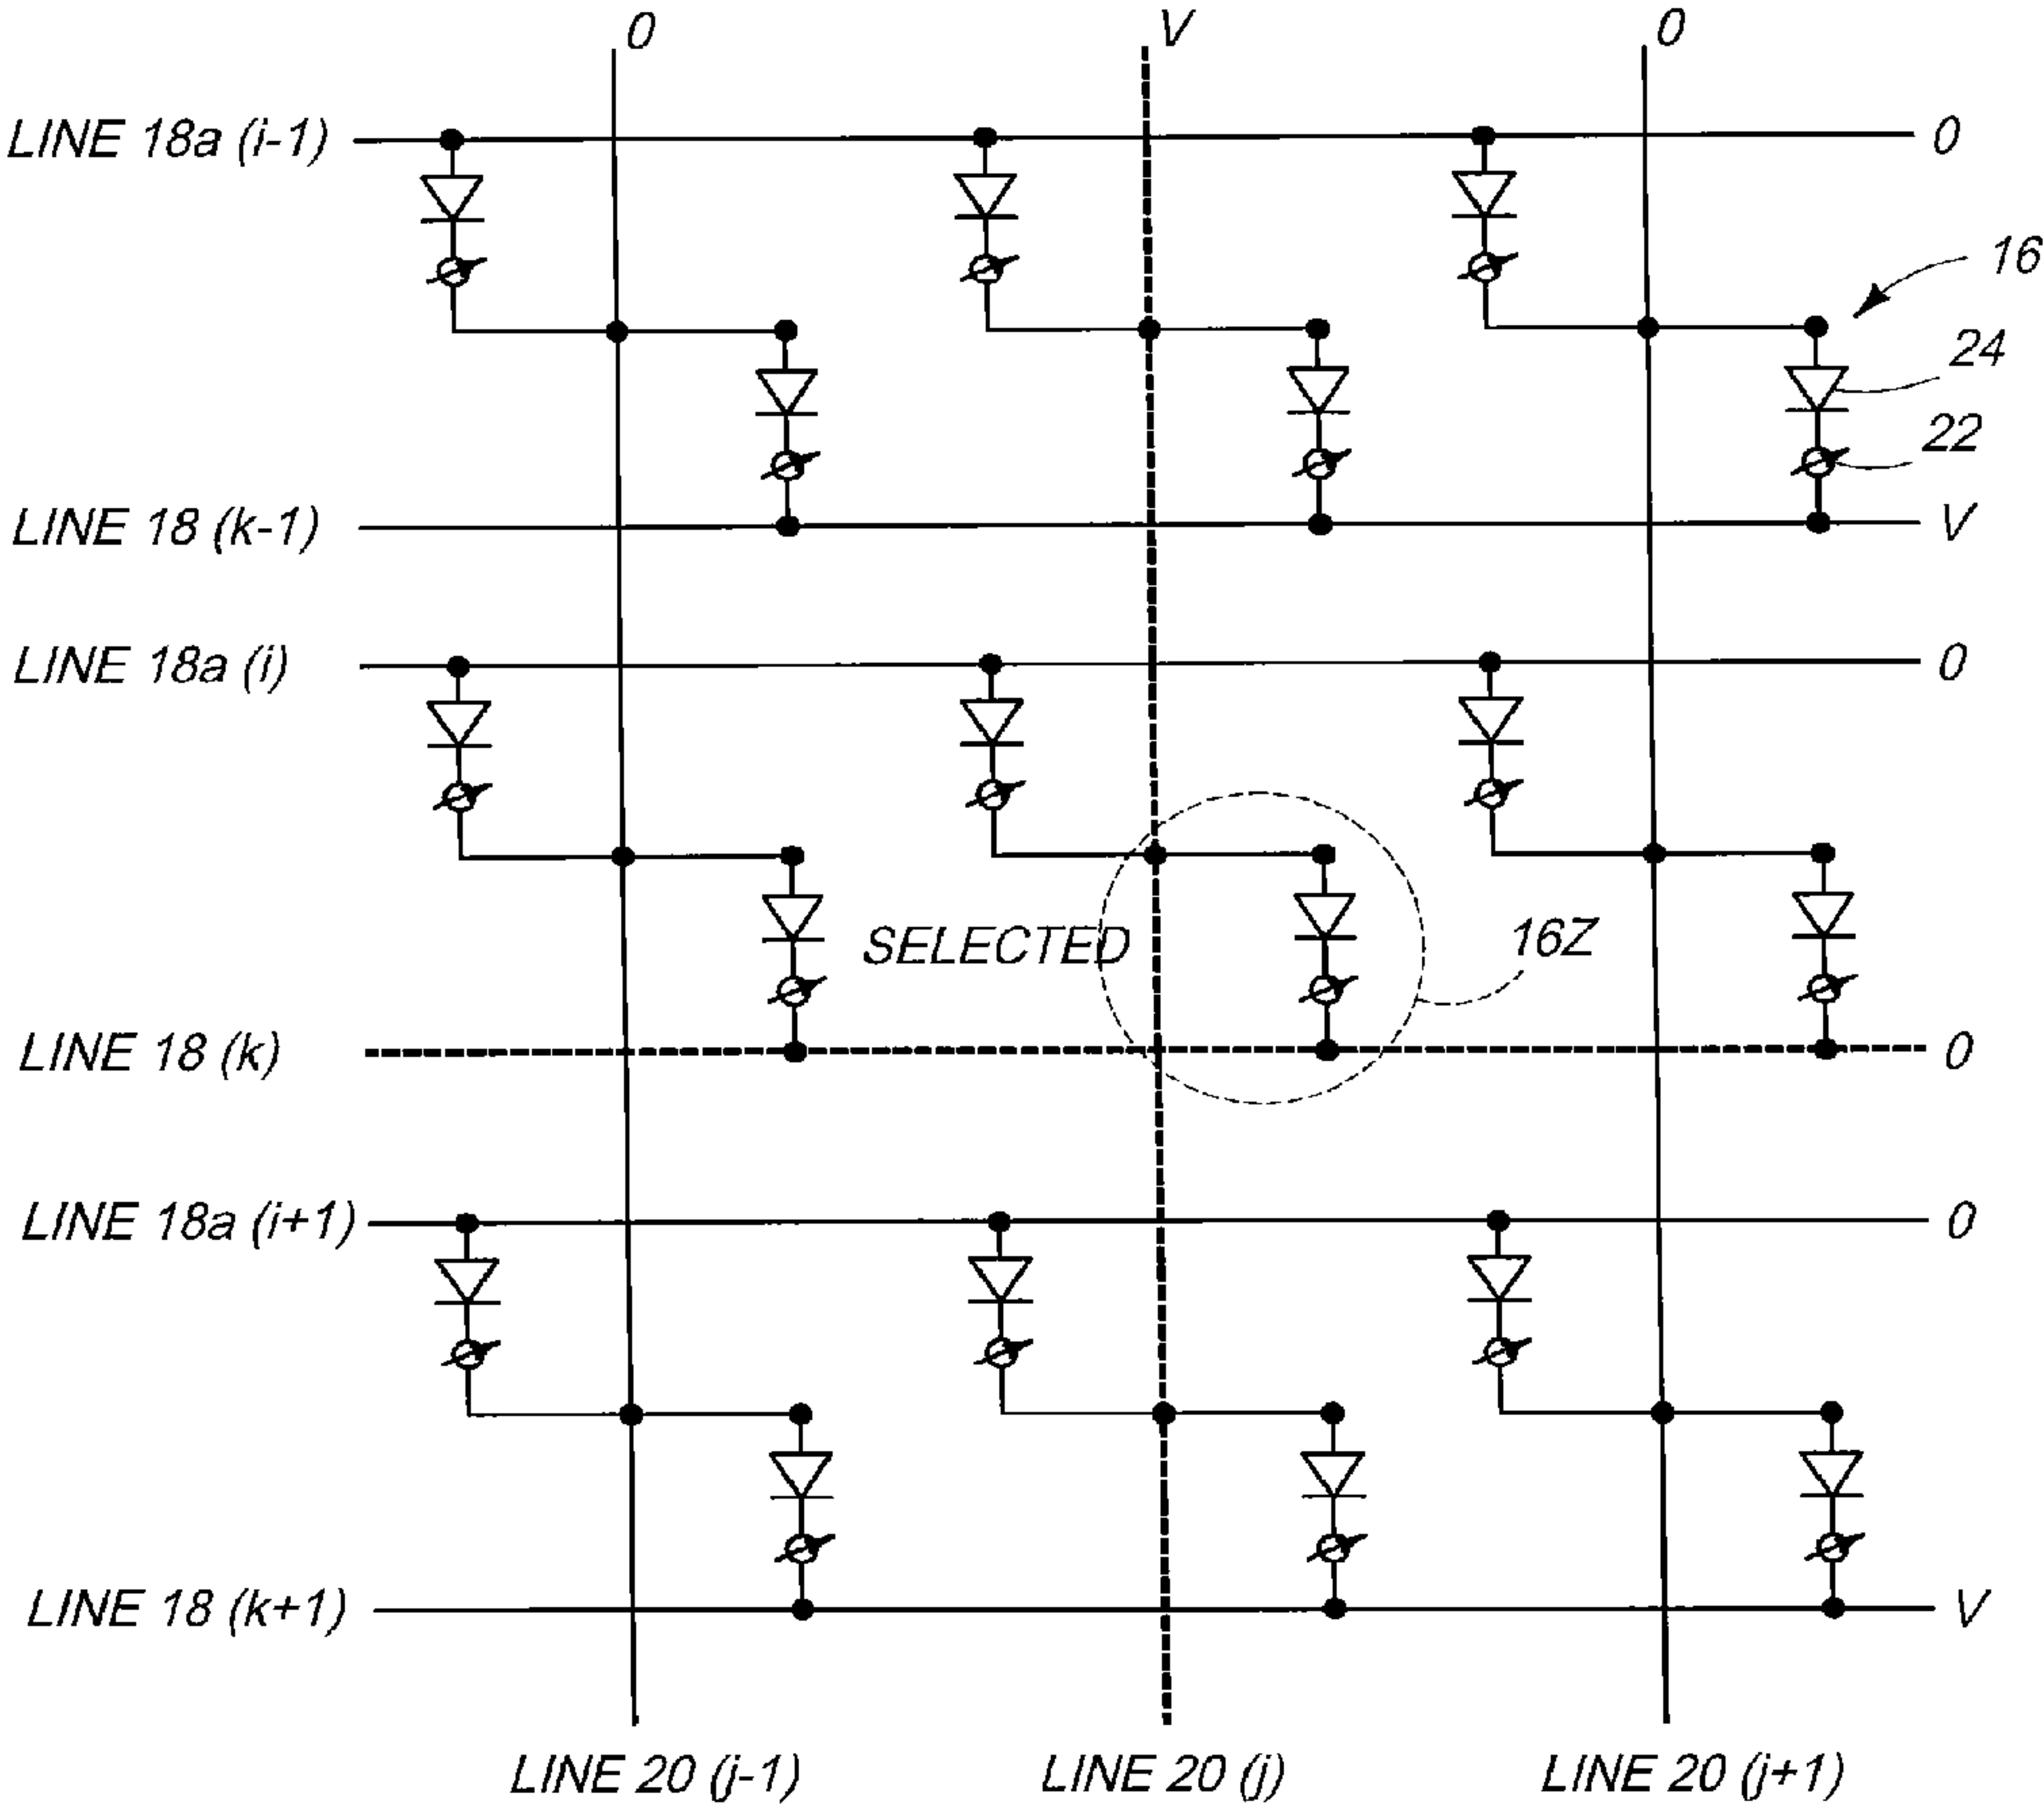 0 V 0
LINE 18a (i-1) 0
16
24
22
LINE 18 (k-1) V
LINE 18a (i) 0
SELECTED 16Z
LINE 18 (k) 0
LINE 18a (i+1) 0
LINE 18 (k+1) V
LINE 20 (j-1) LINE 20 (j) LINE 20 (j+1)